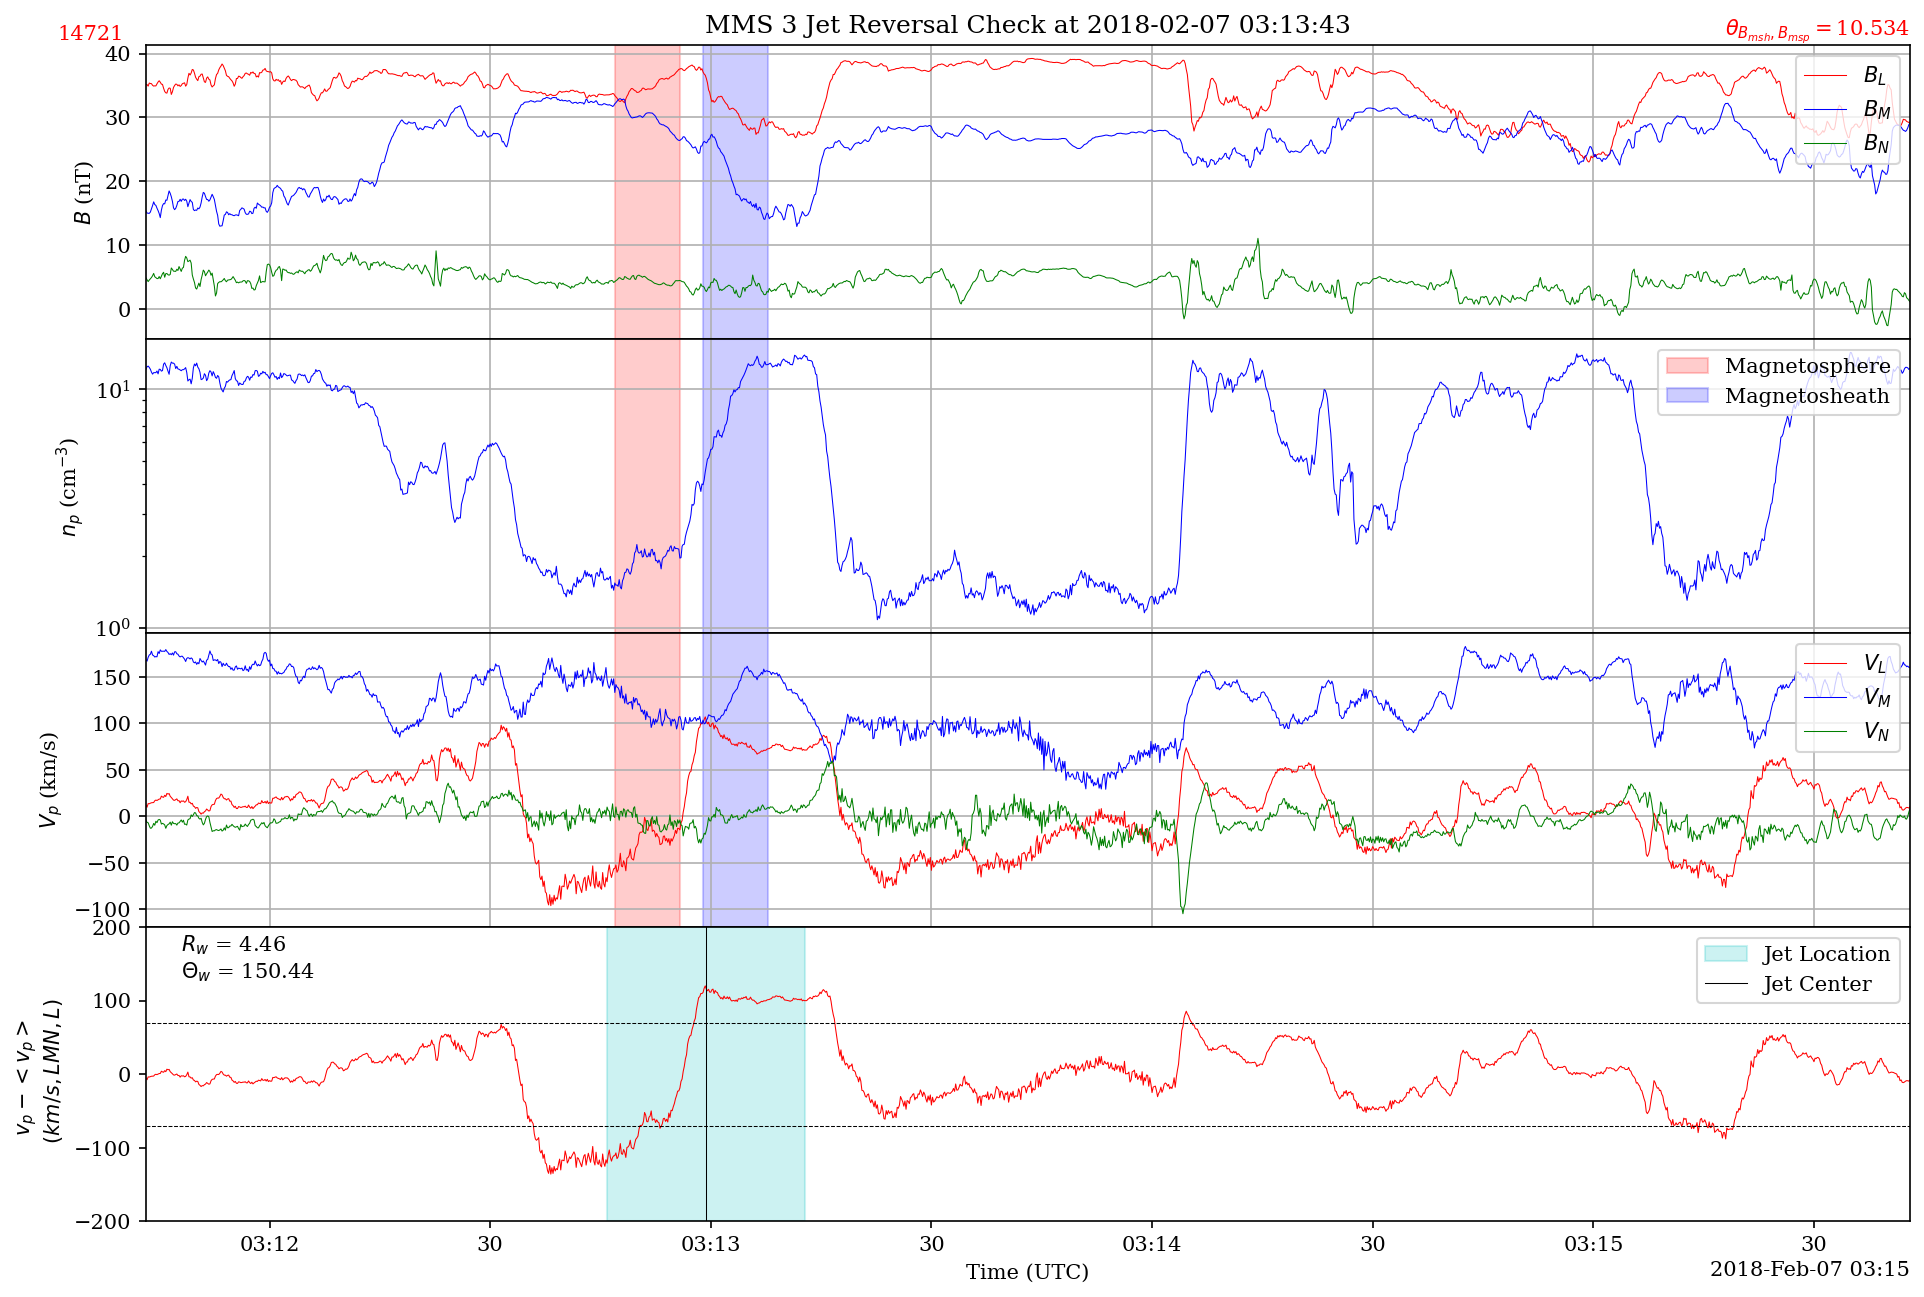 MMS 3 Jet Reversal Check at 2018-02-07 03:13:43
14721
θ_{B_{msh}, B_{msp}} = 10.534
40
30
20
10
0
B (nT)
B_L
B_M
B_N
10^1
10^0
n_p (cm^{-3})
Magnetosphere
Magnetosheath
150
100
50
0
−50
−100
V_p (km/s)
V_L
V_M
V_N
200
100
0
−100
−200
v_p − < v_p >
(km/s, LMN, L)
R_w = 4.46
Θ_w = 150.44
Jet Location
Jet Center
03:12
30
03:13
30
03:14
30
03:15
30
Time (UTC)
2018-Feb-07 03:15